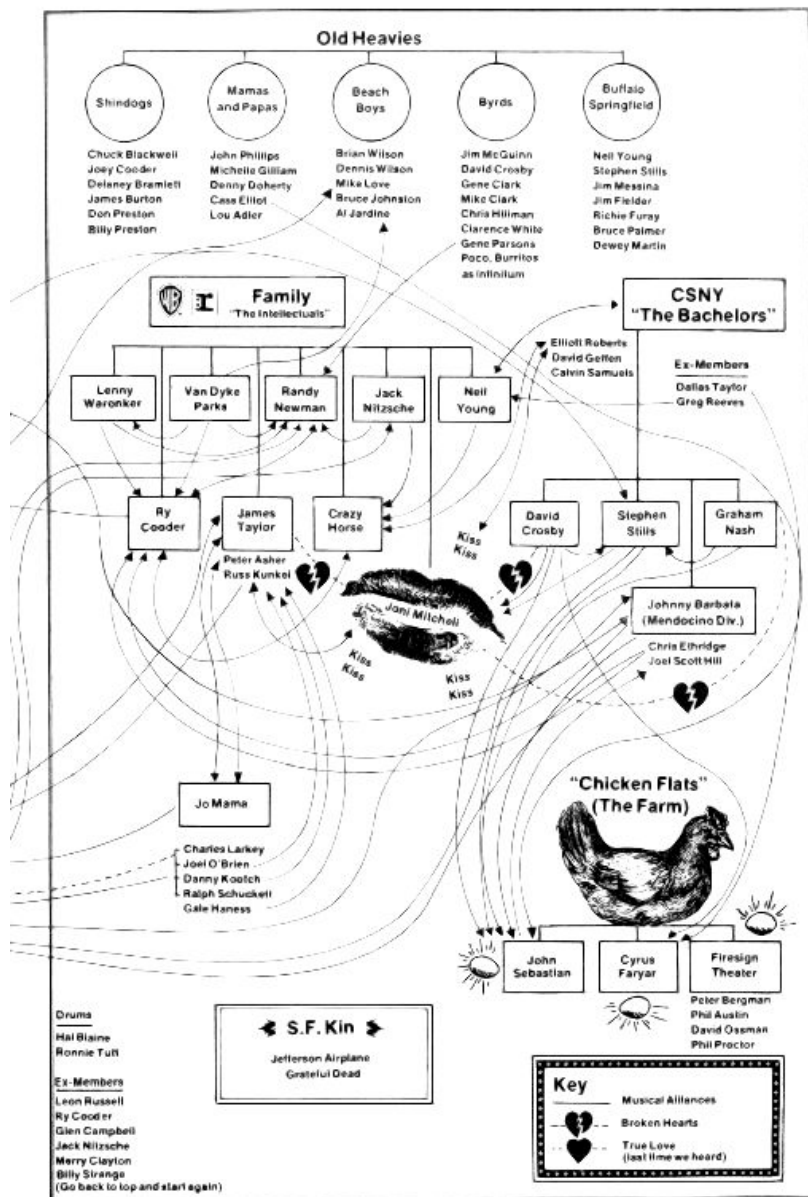 Old Heavies
Shindogs
Mamas
and Papas
Beach
Boys
Byrds
Buffalo
Springfield
Chuck Blackwell
Joey Cooder
Delaney Bramlett
James Burton
Don Preston
Billy Preston
John Phillips
Michelle Gilliam
Denny Doherty
Cass Elliot
Lou Adler
Brian Wilson
Dennis Wilson
Mike Love
Bruce Johnston
Al Jardine
Jim McGuinn
David Crosby
Gene Clark
Mike Clark
Chris Hillman
Clarence White
Gene Parsons
Poco, Burritos
as infinitum
Neil Young
Stephen Stills
Jim Messina
Jim Fielder
Richie Furay
Bruce Palmer
Dewey Martin
WB r Family
"The Intellectuals"
CSNY
"The Bachelors"
Elliott Roberts
David Geffen
Calvin Samuels
Ex-Members
Dallas Taylor
Greg Reeves
Lenny
Waronker
Van Dyke
Parks
Randy
Newman
Jack
Nitzsche
Neil
Young
Ry
Cooder
James
Taylor
Crazy
Horse
David
Crosby
Stephen
Stills
Graham
Nash
Peter Asher
Russ Kunkel
Kiss
Kiss
Joni Mitchell
Kiss
Kiss
Kiss
Kiss
Johnny Barbata
(Mendocino Div.)
Chris Ethridge
Joel Scott Hill
Jo Mama
Charles Larkey
Joel O'Brien
Danny Kootch
Ralph Schuckett
Gale Haness
"Chicken Flats"
(The Farm)
John
Sebastian
Cyrus
Faryar
Firesign
Theater
Peter Bergman
Phil Austin
David Ossman
Phil Proctor
Drums
Hal Blaine
Ronnie Tutt
Ex-Members
Leon Russell
Ry Cooder
Glen Campbell
Jack Nitzsche
Merry Clayton
Billy Strange
(Go back to top and start again)
S.F. Kin
Jefferson Airplane
Grateful Dead
Key
Musical Alliances
Broken Hearts
True Love
(last time we heard)